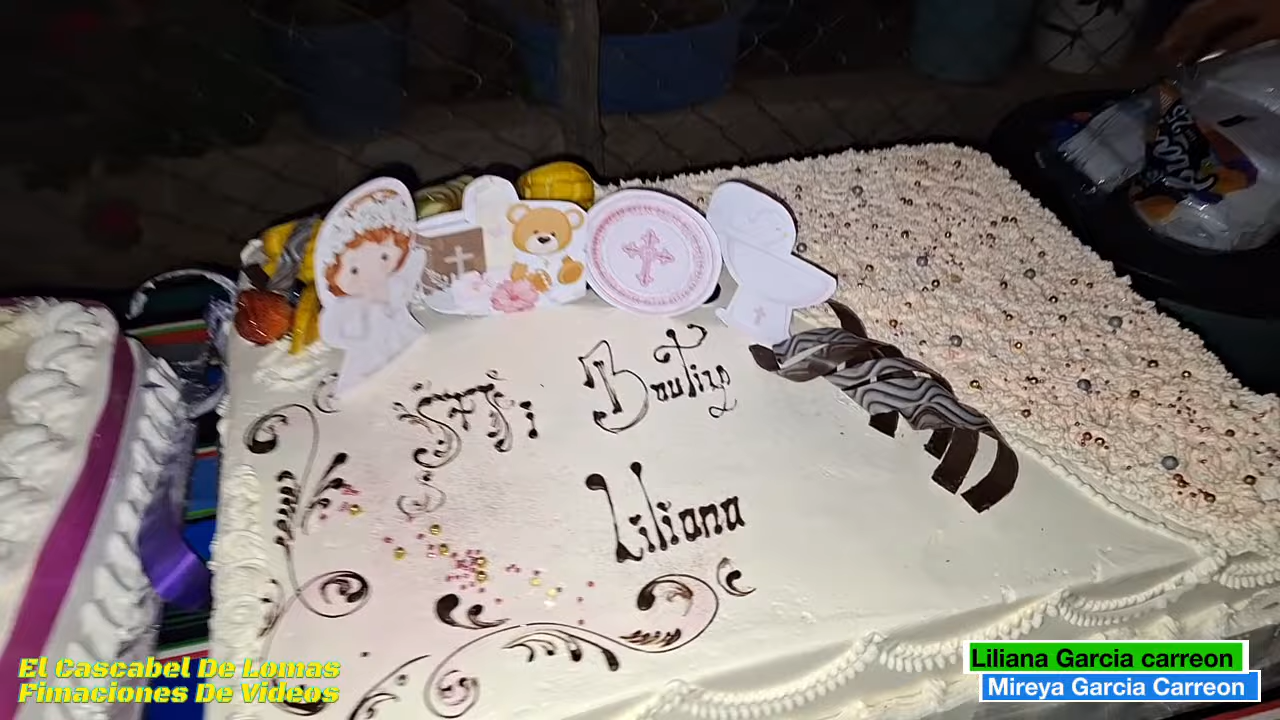 Bautizo
Liliana
El Cascabel De Lomas
Fimaciones De Videos
Liliana Garcia carreon
Mireya Garcia Carreon